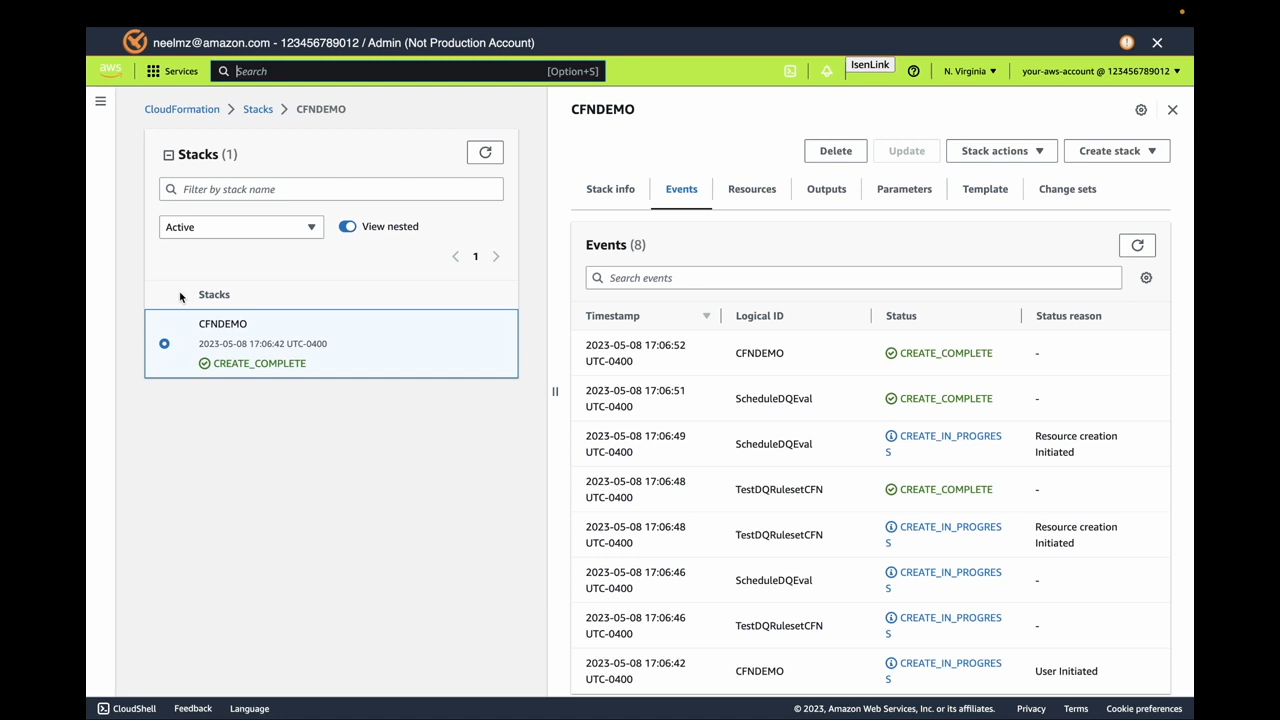 neelmz@amazon.com - 123456789012 / Admin (Not Production Account)
aws
Services
Search
[Option+S]
IsenLink
N. Virginia
your-aws-account @ 123456789012
CloudFormation
Stacks
CFNDEMO
Stacks (1)
Filter by stack name
Active
View nested
1
Stacks
CFNDEMO
2023-05-08 17:06:42 UTC-0400
CREATE_COMPLETE
CFNDEMO
Delete
Update
Stack actions
Create stack
Stack info
Events
Resources
Outputs
Parameters
Template
Change sets
Events (8)
Search events
Timestamp
Logical ID
Status
Status reason
2023-05-08 17:06:52
UTC-0400
CFNDEMO
CREATE_COMPLETE
-
2023-05-08 17:06:51
UTC-0400
ScheduleDQEval
CREATE_COMPLETE
-
2023-05-08 17:06:49
UTC-0400
ScheduleDQEval
CREATE_IN_PROGRES
S
Resource creation
Initiated
2023-05-08 17:06:48
UTC-0400
TestDQRulesetCFN
CREATE_COMPLETE
-
2023-05-08 17:06:48
UTC-0400
TestDQRulesetCFN
CREATE_IN_PROGRES
S
Resource creation
Initiated
2023-05-08 17:06:46
UTC-0400
ScheduleDQEval
CREATE_IN_PROGRES
S
-
2023-05-08 17:06:46
UTC-0400
TestDQRulesetCFN
CREATE_IN_PROGRES
S
-
2023-05-08 17:06:42
UTC-0400
CFNDEMO
CREATE_IN_PROGRES
S
User Initiated
CloudShell
Feedback
Language
© 2023, Amazon Web Services, Inc. or its affiliates.
Privacy
Terms
Cookie preferences